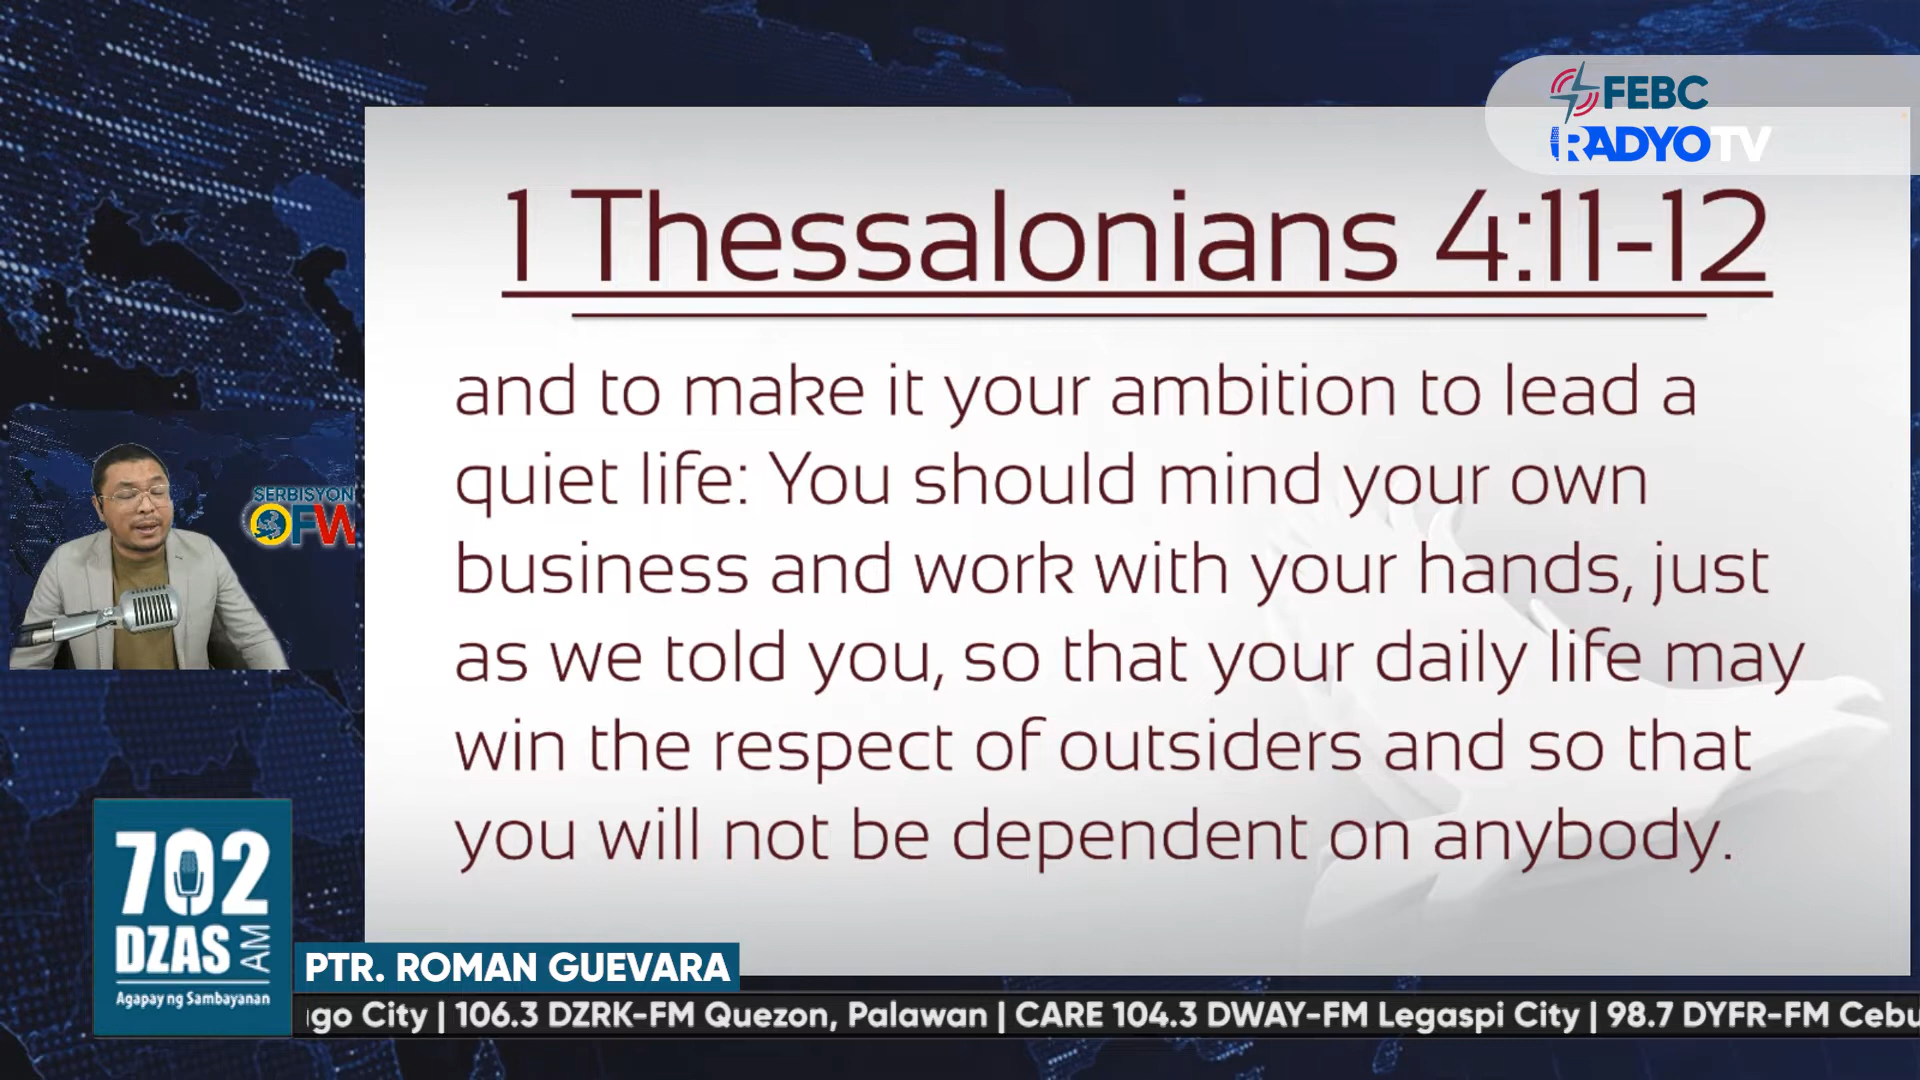 FEBC
RADYO TV
1 Thessalonians 4:11-12
and to make it your ambition to lead a
quiet life: You should mind your own
business and work with your hands, just
as we told you, so that your daily life may
win the respect of outsiders and so that
you will not be dependent on anybody.
SERBISYONG
OFW
702
DZAS AM
Agapay ng Sambayanan
PTR. ROMAN GUEVARA
go City | 106.3 DZRK-FM Quezon, Palawan | CARE 104.3 DWAY-FM Legaspi City | 98.7 DYFR-FM Cebu